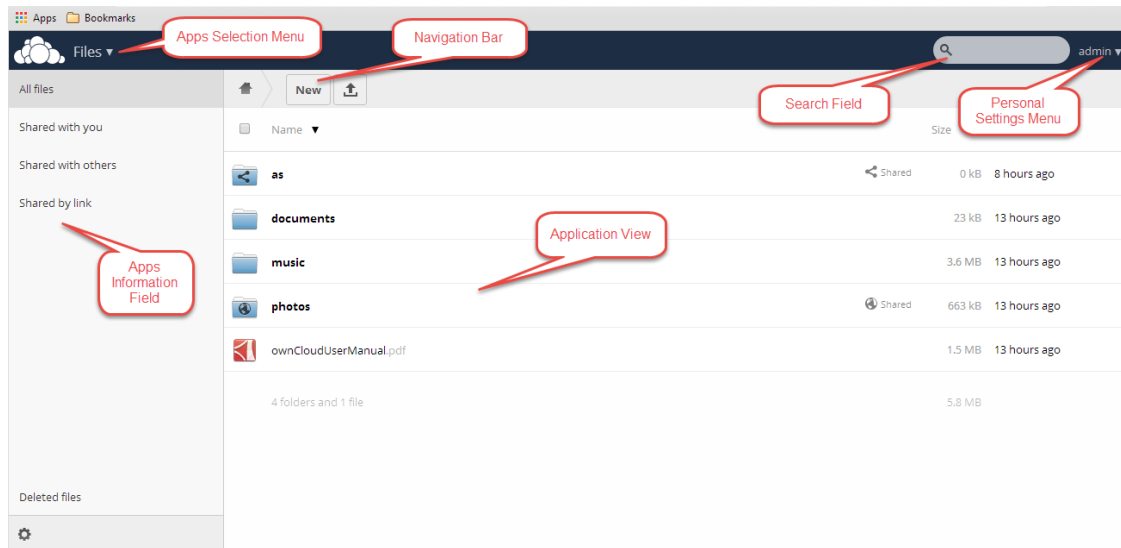 Apps Bookmarks
Files ▾
Apps Selection Menu
Navigation Bar
admin ▾
All files
New
Search Field
Personal
Settings Menu
Shared with you
Name ▼
Size
Shared with others
as
Shared
0 kB
8 hours ago
Shared by link
documents
23 kB
13 hours ago
Application View
Apps
Information
Field
music
3.6 MB
13 hours ago
photos
Shared
663 kB
13 hours ago
ownCloudUserManual.pdf
1.5 MB
13 hours ago
4 folders and 1 file
5.8 MB
Deleted files